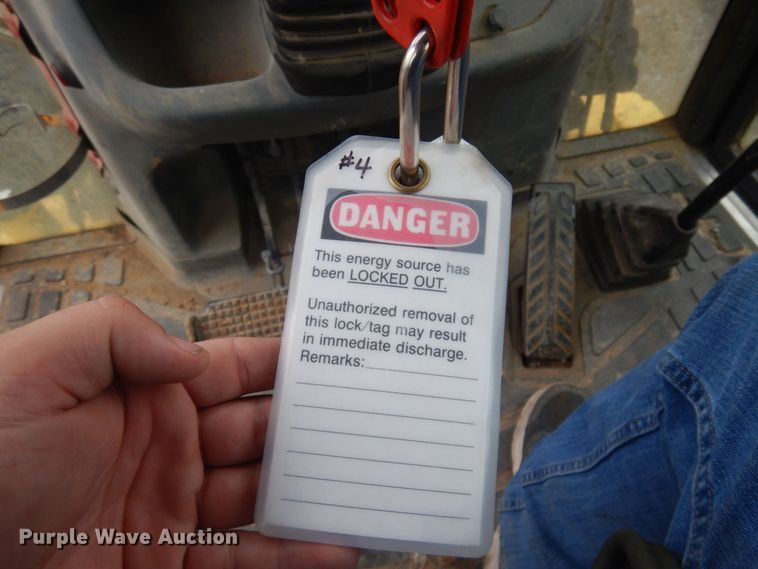 #4
DANGER
This energy source has
been LOCKED OUT.
Unauthorized removal of
this lock/tag may result
in immediate discharge.
Remarks:
Purple Wave Auction